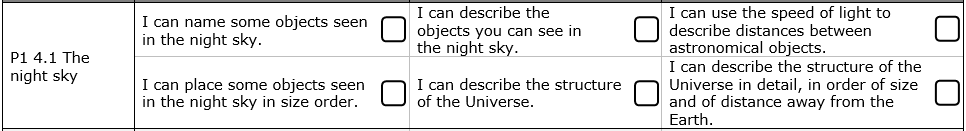 P1 4.1 The
night sky
I can name some objects seen
in the night sky.
I can describe the
objects you can see in
the night sky.
I can use the speed of light to
describe distances between
astronomical objects.
I can place some objects seen
in the night sky in size order.
I can describe the structure
of the Universe.
I can describe the structure of the
Universe in detail, in order of size
and of distance away from the
Earth.